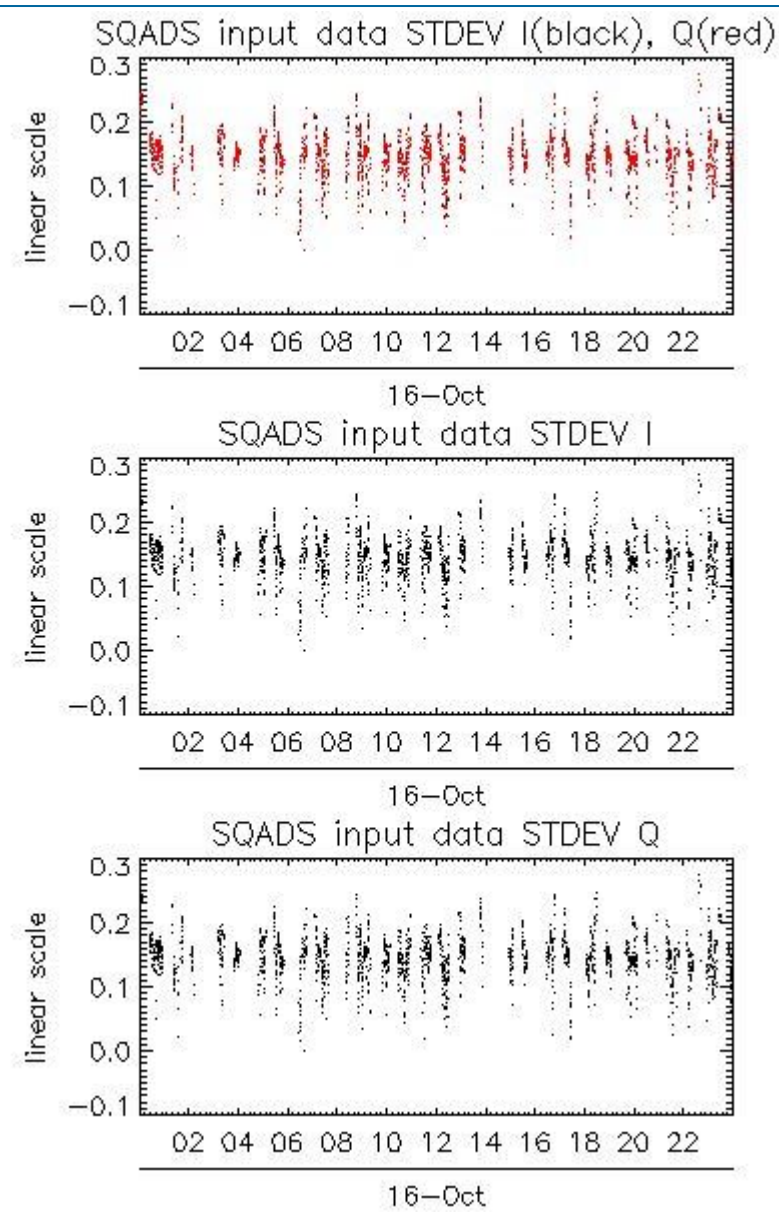 SQADS input data STDEV I(black), Q(red)
0.3
0.2
0.1
0.0
−0.1
linear scale
02 04 06 08 10 12 14 16 18 20 22
16−Oct
SQADS input data STDEV I
0.3
0.2
0.1
0.0
−0.1
linear scale
02 04 06 08 10 12 14 16 18 20 22
16−Oct
SQADS input data STDEV Q
0.3
0.2
0.1
0.0
−0.1
linear scale
02 04 06 08 10 12 14 16 18 20 22
16−Oct